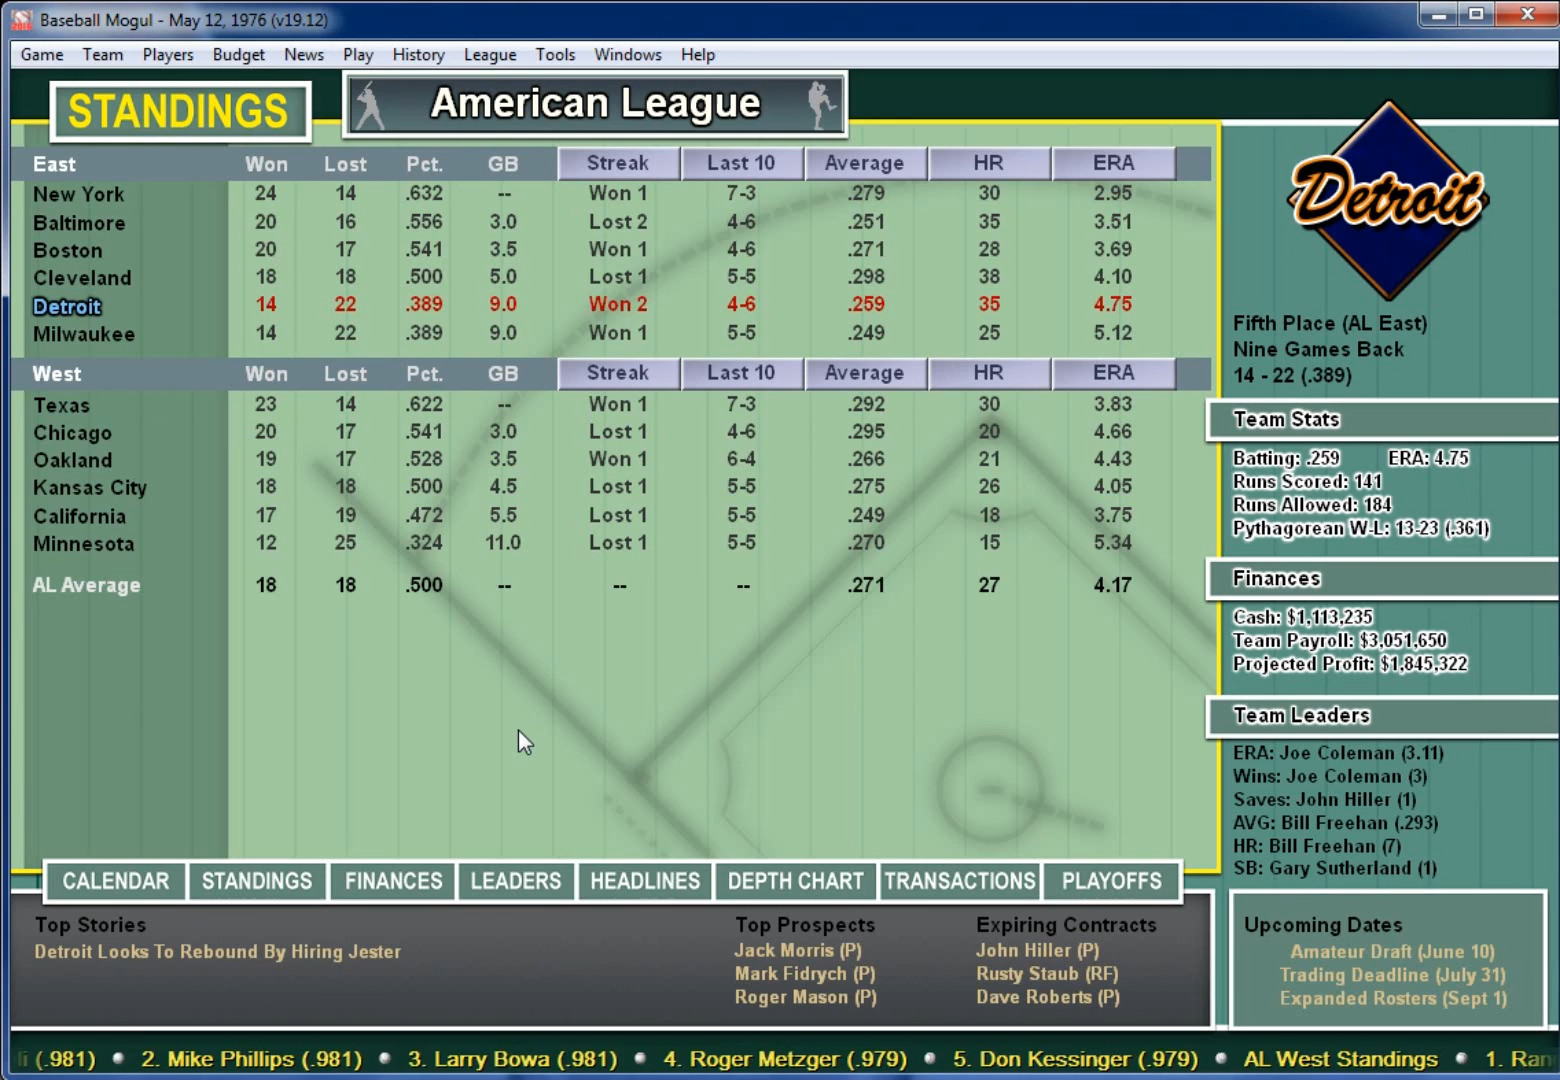 Baseball Mogul - May 12, 1976 (v19.12)
Game Team Players Budget News Play History League Tools Windows Help
STANDINGS
American League
East Won Lost Pct. GB Streak Last 10 Average HR ERA
New York 24 14 .632 -- Won 1 7-3 .279 30 2.95
Baltimore 20 16 .556 3.0 Lost 2 4-6 .251 35 3.51
Boston 20 17 .541 3.5 Won 1 4-6 .271 28 3.69
Cleveland 18 18 .500 5.0 Lost 1 5-5 .298 38 4.10
Detroit 14 22 .389 9.0 Won 2 4-6 .259 35 4.75
Milwaukee 14 22 .389 9.0 Won 1 5-5 .249 25 5.12
West Won Lost Pct. GB Streak Last 10 Average HR ERA
Texas 23 14 .622 -- Won 1 7-3 .292 30 3.83
Chicago 20 17 .541 3.0 Lost 1 4-6 .295 20 4.66
Oakland 19 17 .528 3.5 Won 1 6-4 .266 21 4.43
Kansas City 18 18 .500 4.5 Lost 1 5-5 .275 26 4.05
California 17 19 .472 5.5 Lost 1 5-5 .249 18 3.75
Minnesota 12 25 .324 11.0 Lost 1 5-5 .270 15 5.34
AL Average 18 18 .500 -- -- -- .271 27 4.17
Detroit
Fifth Place (AL East)
Nine Games Back
14 - 22 (.389)
Team Stats
Batting: .259 ERA: 4.75
Runs Scored: 141
Runs Allowed: 184
Pythagorean W-L: 13-23 (.361)
Finances
Cash: $1,113,235
Team Payroll: $3,051,650
Projected Profit: $1,845,322
Team Leaders
ERA: Joe Coleman (3.11)
Wins: Joe Coleman (3)
Saves: John Hiller (1)
AVG: Bill Freehan (.293)
HR: Bill Freehan (7)
SB: Gary Sutherland (1)
CALENDAR STANDINGS FINANCES LEADERS HEADLINES DEPTH CHART TRANSACTIONS PLAYOFFS
Top Stories
Detroit Looks To Rebound By Hiring Jester
Top Prospects
Jack Morris (P)
Mark Fidrych (P)
Roger Mason (P)
Expiring Contracts
John Hiller (P)
Rusty Staub (RF)
Dave Roberts (P)
Upcoming Dates
Amateur Draft (June 10)
Trading Deadline (July 31)
Expanded Rosters (Sept 1)
(.981) 2. Mike Phillips (.981) 3. Larry Bowa (.981) 4. Roger Metzger (.979) 5. Don Kessinger (.979) AL West Standings 1. Ran